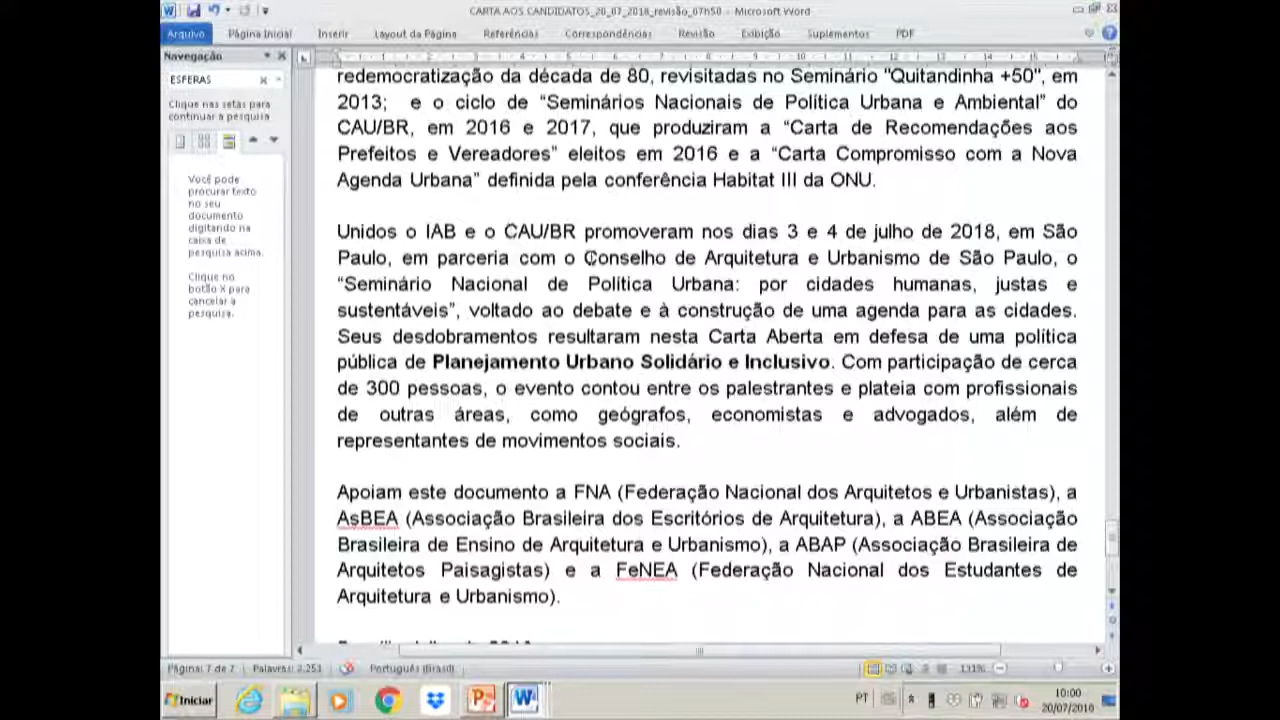 CARTA AOS CANDIDATOS_20_07_2018_revisão_07h50 - Microsoft Word
Arquivo Página Inicial Inserir Layout da Página Referências Correspondências Revisão Exibição Suplementos PDF
Navegação
ESFERAS
Clique nas setas para
continuar a pesquisa
Você pode
procurar texto
no seu
documento
digitando na
caixa de
pesquisa acima.
Clique no
botão X para
cancelar a
pesquisa.
redemocratização da década de 80, revisitadas no Seminário "Quitandinha +50", em
2013; e o ciclo de “Seminários Nacionais de Política Urbana e Ambiental” do
CAU/BR, em 2016 e 2017, que produziram a “Carta de Recomendações aos
Prefeitos e Vereadores” eleitos em 2016 e a “Carta Compromisso com a Nova
Agenda Urbana” definida pela conferência Habitat III da ONU.
Unidos o IAB e o CAU/BR promoveram nos dias 3 e 4 de julho de 2018, em São
Paulo, em parceria com o Conselho de Arquitetura e Urbanismo de São Paulo, o
“Seminário Nacional de Política Urbana: por cidades humanas, justas e
sustentáveis”, voltado ao debate e à construção de uma agenda para as cidades.
Seus desdobramentos resultaram nesta Carta Aberta em defesa de uma política
pública de Planejamento Urbano Solidário e Inclusivo. Com participação de cerca
de 300 pessoas, o evento contou entre os palestrantes e plateia com profissionais
de outras áreas, como geógrafos, economistas e advogados, além de
representantes de movimentos sociais.
Apoiam este documento a FNA (Federação Nacional dos Arquitetos e Urbanistas), a
AsBEA (Associação Brasileira dos Escritórios de Arquitetura), a ABEA (Associação
Brasileira de Ensino de Arquitetura e Urbanismo), a ABAP (Associação Brasileira de
Arquitetos Paisagistas) e a FeNEA (Federação Nacional dos Estudantes de
Arquitetura e Urbanismo).
Página: 7 de 7 Palavras: 2.253 Português (Brasil) 131%
Iniciar PT 10:00
20/07/2018